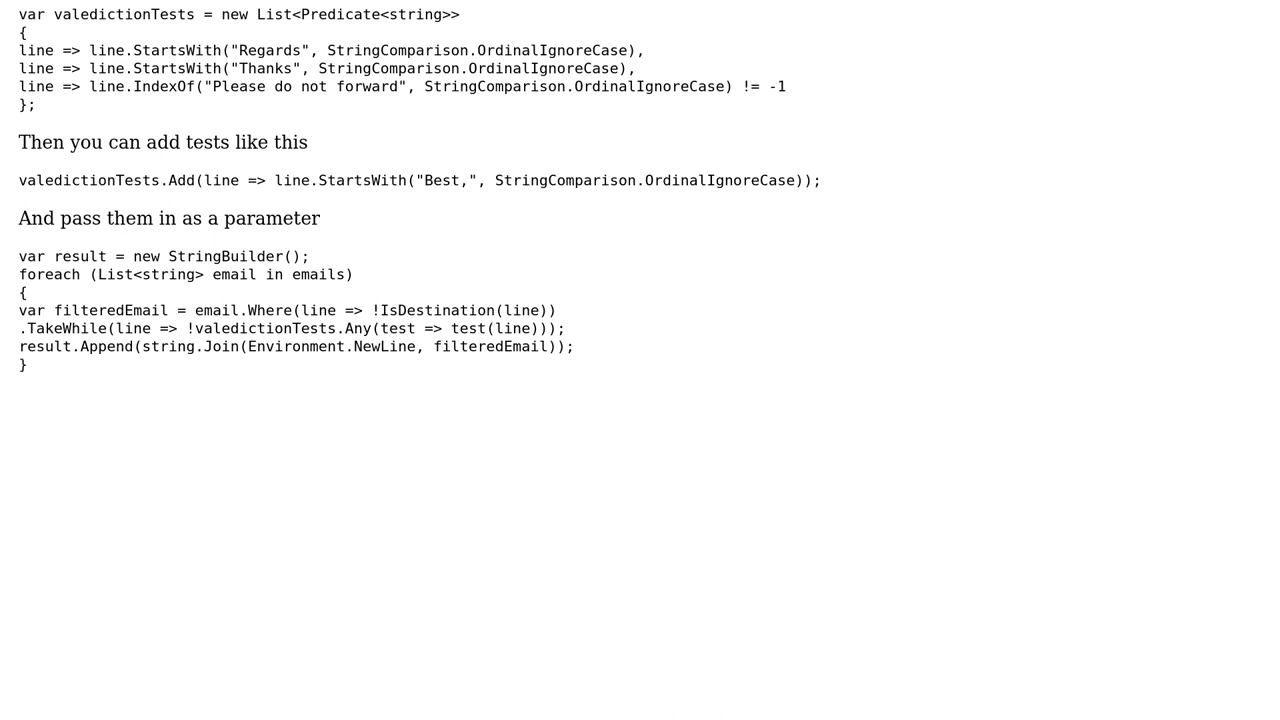 var valedictionTests = new List<Predicate<string>>
{
line => line.StartsWith("Regards", StringComparison.OrdinalIgnoreCase),
line => line.StartsWith("Thanks", StringComparison.OrdinalIgnoreCase),
line => line.IndexOf("Please do not forward", StringComparison.OrdinalIgnoreCase) != -1
};
Then you can add tests like this
valedictionTests.Add(line => line.StartsWith("Best,", StringComparison.OrdinalIgnoreCase));
And pass them in as a parameter
var result = new StringBuilder();
foreach (List<string> email in emails)
{
var filteredEmail = email.Where(line => !IsDestination(line))
.TakeWhile(line => !valedictionTests.Any(test => test(line)));
result.Append(string.Join(Environment.NewLine, filteredEmail));
}